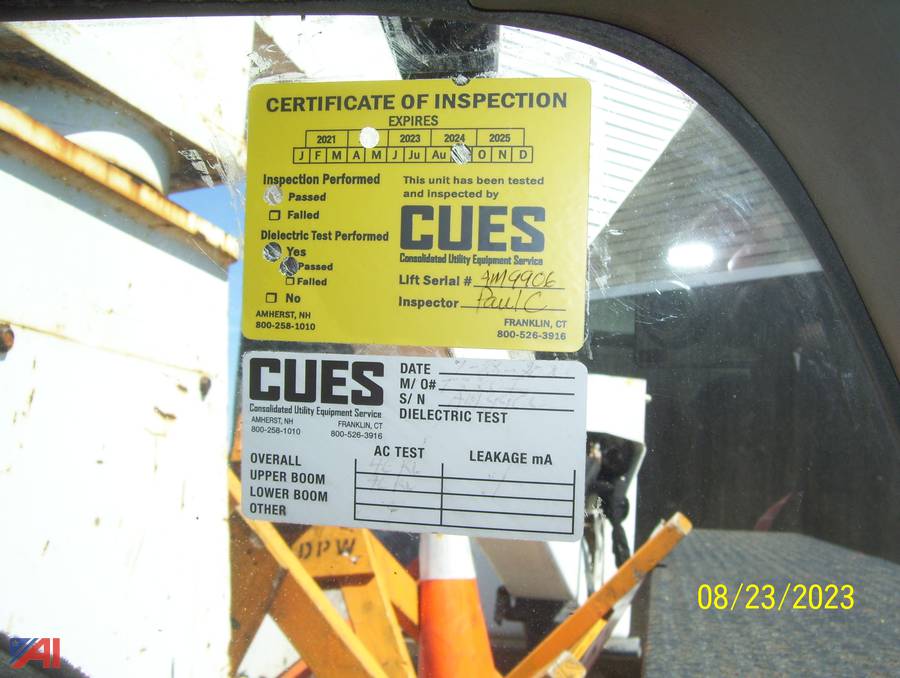 CERTIFICATE OF INSPECTION
EXPIRES
2021 2023 2024 2025
J F M A M J Ju Au O N D
Inspection Performed
Passed
Failed
Dielectric Test Performed
Yes
Passed
Failed
No
AMHERST, NH
800-258-1010
This unit has been tested
and inspected by
CUES
Consolidated Utility Equipment Service
Lift Serial # AM9906
Inspector Paul C
FRANKLIN, CT
800-526-3916
CUES
Consolidated Utility Equipment Service
AMHERST, NH FRANKLIN, CT
800-258-1010 800-526-3916
DATE
M/ O#
S/ N
DIELECTRIC TEST
AC TEST LEAKAGE mA
OVERALL
UPPER BOOM
LOWER BOOM
OTHER
DPW
08/23/2023
AI